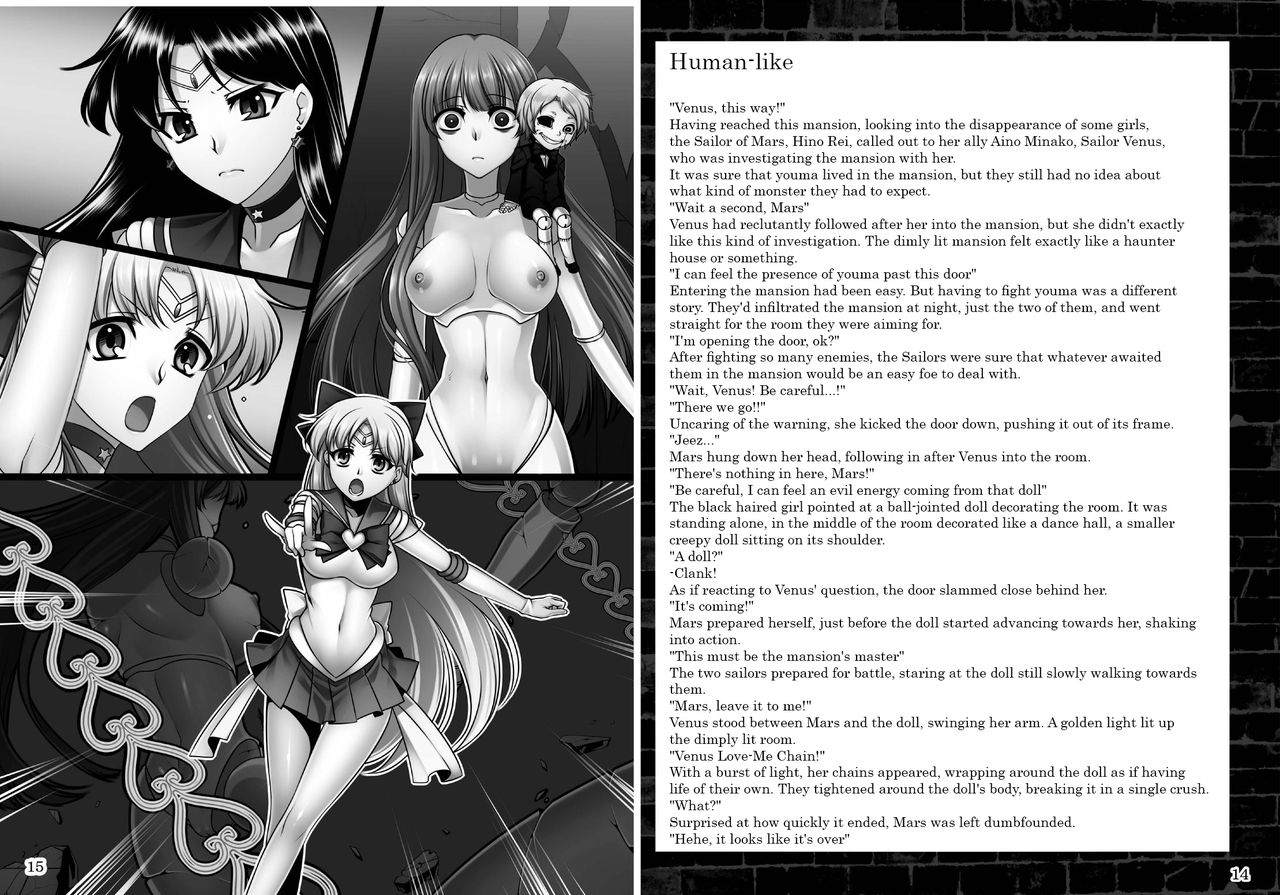 Human-like
"Venus, this way!"
Having reached this mansion, looking into the disappearance of some girls,
the Sailor of Mars, Hino Rei, called out to her ally Aino Minako, Sailor Venus,
who was investigating the mansion with her.
It was sure that youma lived in the mansion, but they still had no idea about
what kind of monster they had to expect.
"Wait a second, Mars"
Venus had reclutantly followed after her into the mansion, but she didn't exactly
like this kind of investigation. The dimly lit mansion felt exactly like a haunter
house or something.
"I can feel the presence of youma past this door"
Entering the mansion had been easy. But having to fight youma was a different
story. They'd infiltrated the mansion at night, just the two of them, and went
straight for the room they were aiming for.
"I'm opening the door, ok?"
After fighting so many enemies, the Sailors were sure that whatever awaited
them in the mansion would be an easy foe to deal with.
"Wait, Venus! Be careful...!"
"There we go!!"
Uncaring of the warning, she kicked the door down, pushing it out of its frame.
"Jeez..."
Mars hung down her head, following in after Venus into the room.
"There's nothing in here, Mars!"
"Be careful, I can feel an evil energy coming from that doll"
The black haired girl pointed at a ball-jointed doll decorating the room. It was
standing alone, in the middle of the room decorated like a dance hall, a smaller
creepy doll sitting on its shoulder.
"A doll?"
-Clank!
As if reacting to Venus' question, the door slammed close behind her.
"It's coming!"
Mars prepared herself, just before the doll started advancing towards her, shaking
into action.
"This must be the mansion's master"
The two sailors prepared for battle, staring at the doll still slowly walking towards
them.
"Mars, leave it to me!"
Venus stood between Mars and the doll, swinging her arm. A golden light lit up
the dimply lit room.
"Venus Love-Me Chain!"
With a burst of light, her chains appeared, wrapping around the doll as if having
life of their own. They tightened around the doll's body, breaking it in a single crush.
"What?"
Surprised at how quickly it ended, Mars was left dumbfounded.
"Hehe, it looks like it's over"
14
15